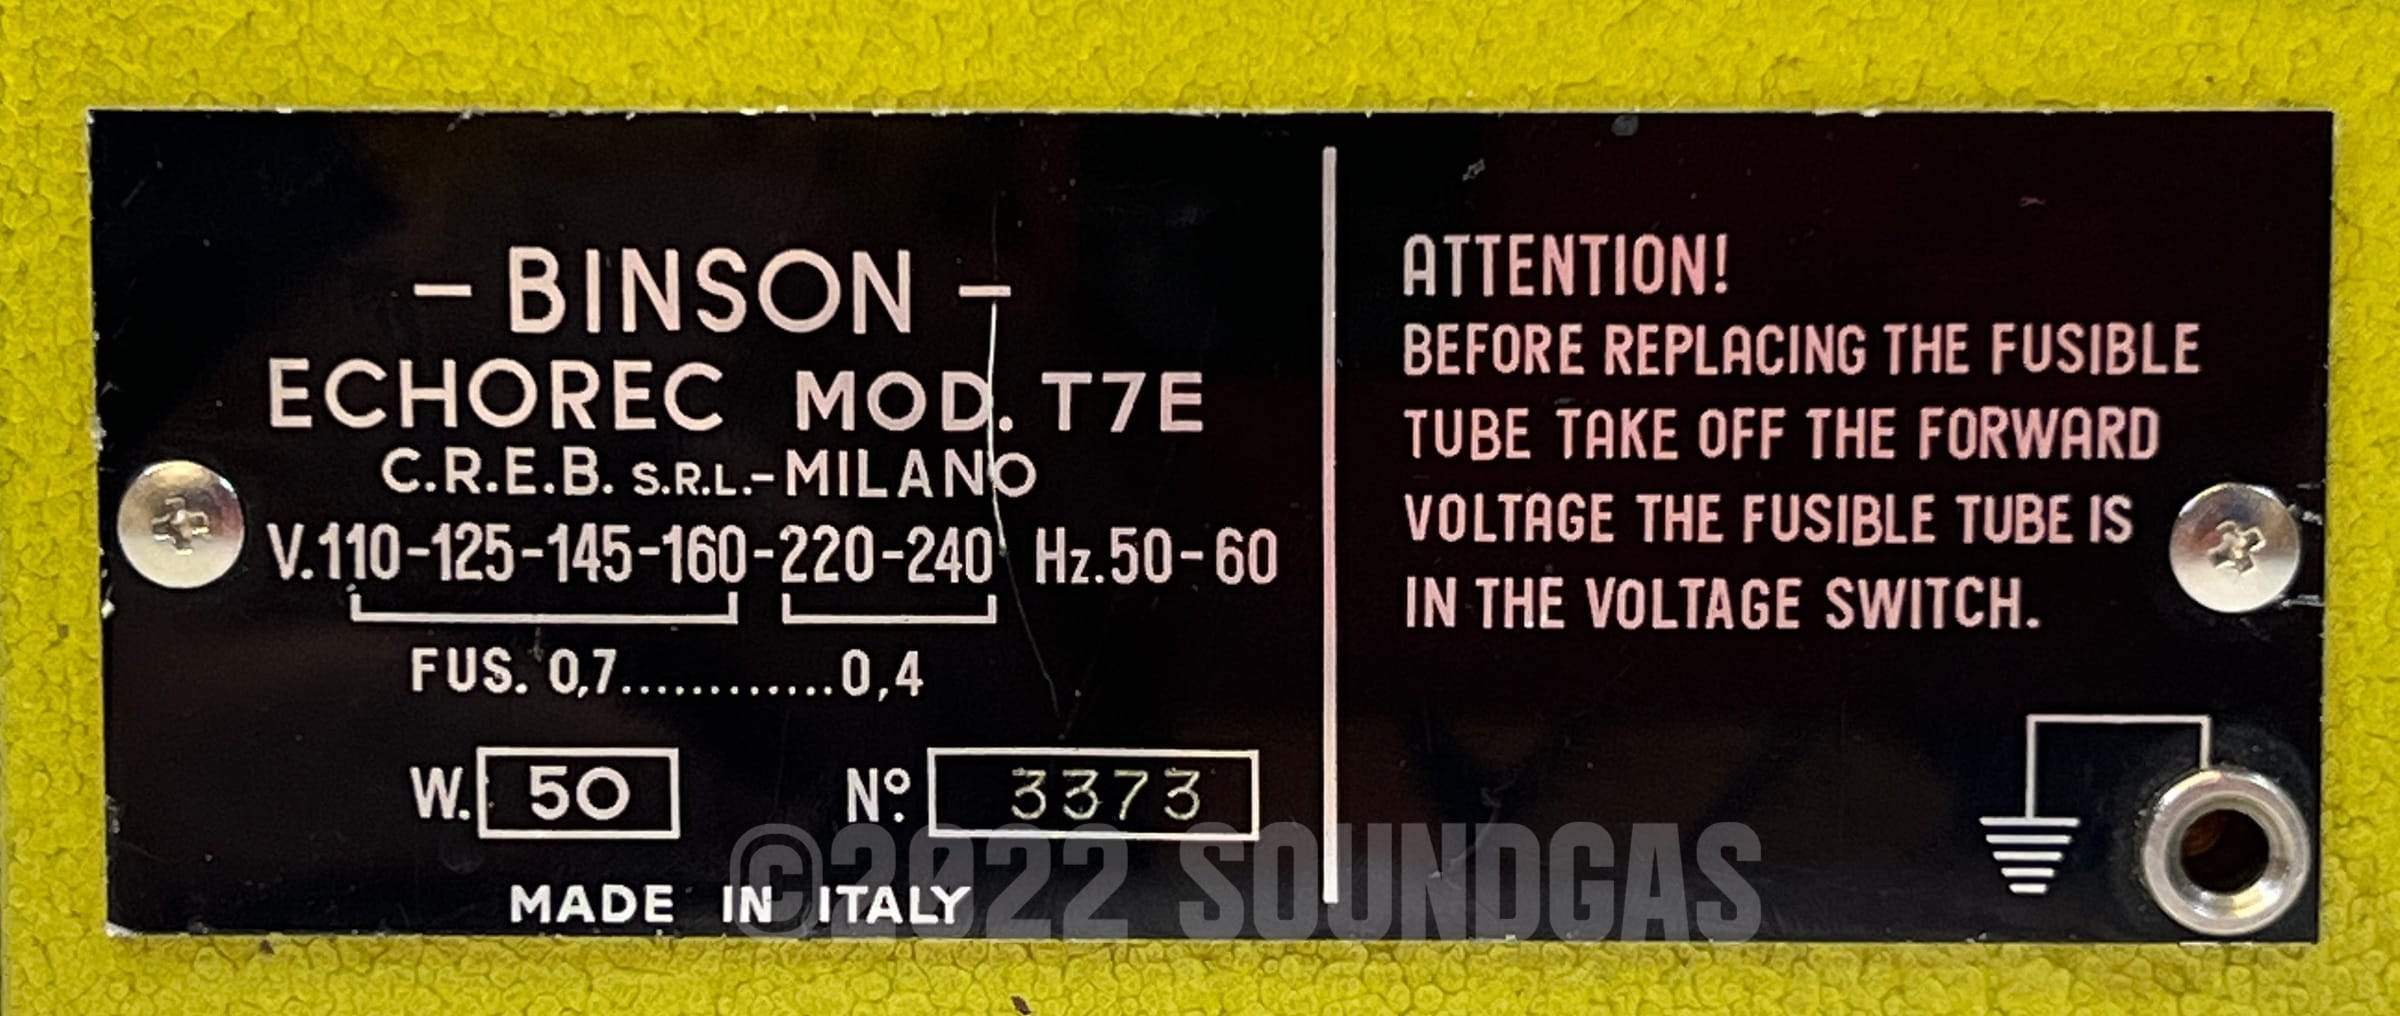 - BINSON -
ECHOREC MOD. T7E
C.R.E.B. S.R.L.-MILANO
V.110-125-145-160-220-240 Hz.50-60
FUS. 0,7............0,4
W. 50 Nº. 3373
MADE IN ITALY
ATTENTION!
BEFORE REPLACING THE FUSIBLE
TUBE TAKE OFF THE FORWARD
VOLTAGE THE FUSIBLE TUBE IS
IN THE VOLTAGE SWITCH.
©2022 SOUNDGAS